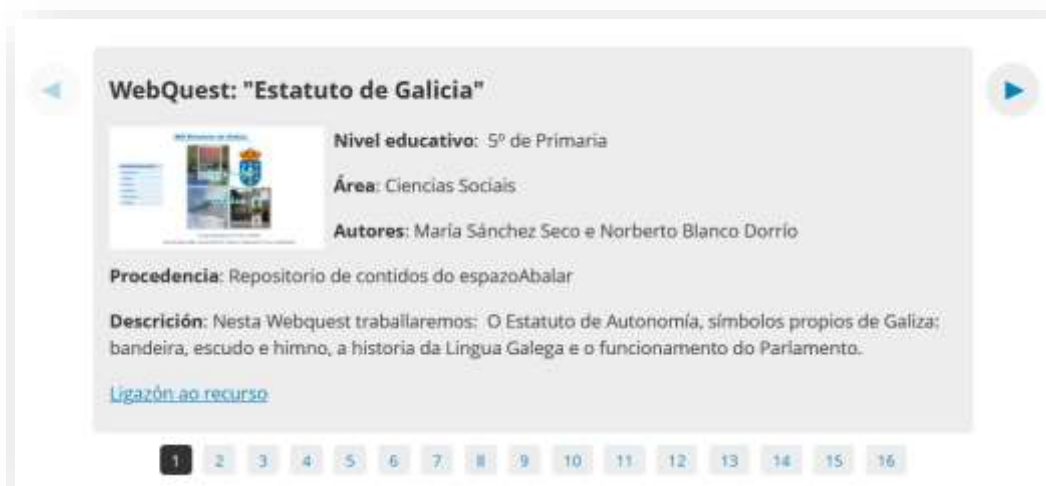 WebQuest: "Estatuto de Galicia"
Nivel educativo: 5º de Primaria
Área: Ciencias Sociais
Autores: María Sánchez Seco e Norberto Blanco Dorrío
Procedencia: Repositorio de contidos do espazoAbalar
Descrición: Nesta Webquest traballaremos: O Estatuto de Autonomía, símbolos propios de Galiza:
bandeira, escudo e himno, a historia da Lingua Galega e o funcionamento do Parlamento.
Ligazón ao recurso
1 2 3 4 5 6 7 8 9 10 11 12 13 14 15 16